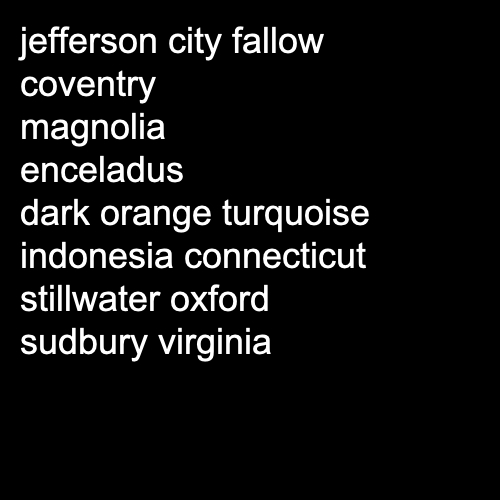 jefferson city fallow
coventry
magnolia
enceladus
dark orange turquoise
indonesia connecticut
stillwater oxford
sudbury virginia